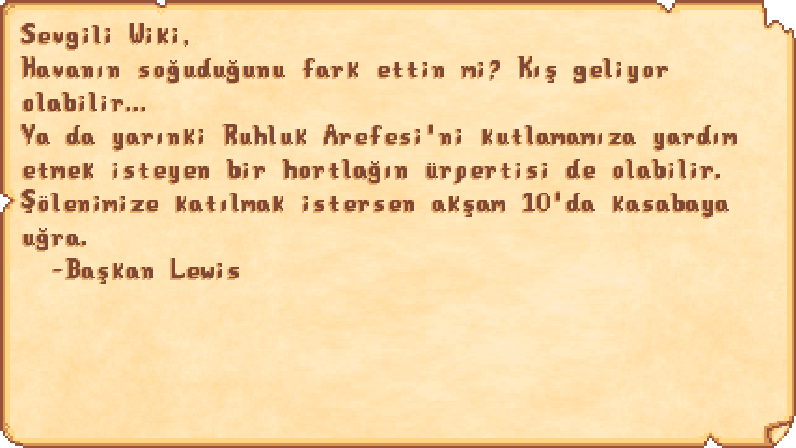 Sevgili Wiki,
Havanın soğuduğunu fark ettin mi? Kış geliyor
olabilir...
Ya da yarınki Ruhluk Arefesi'ni kutlamamıza yardım
etmek isteyen bir hortlağın ürpertisi de olabilir.
Şölenimize katılmak istersen akşam 10'da kasabaya
uğra.
-Başkan Lewis